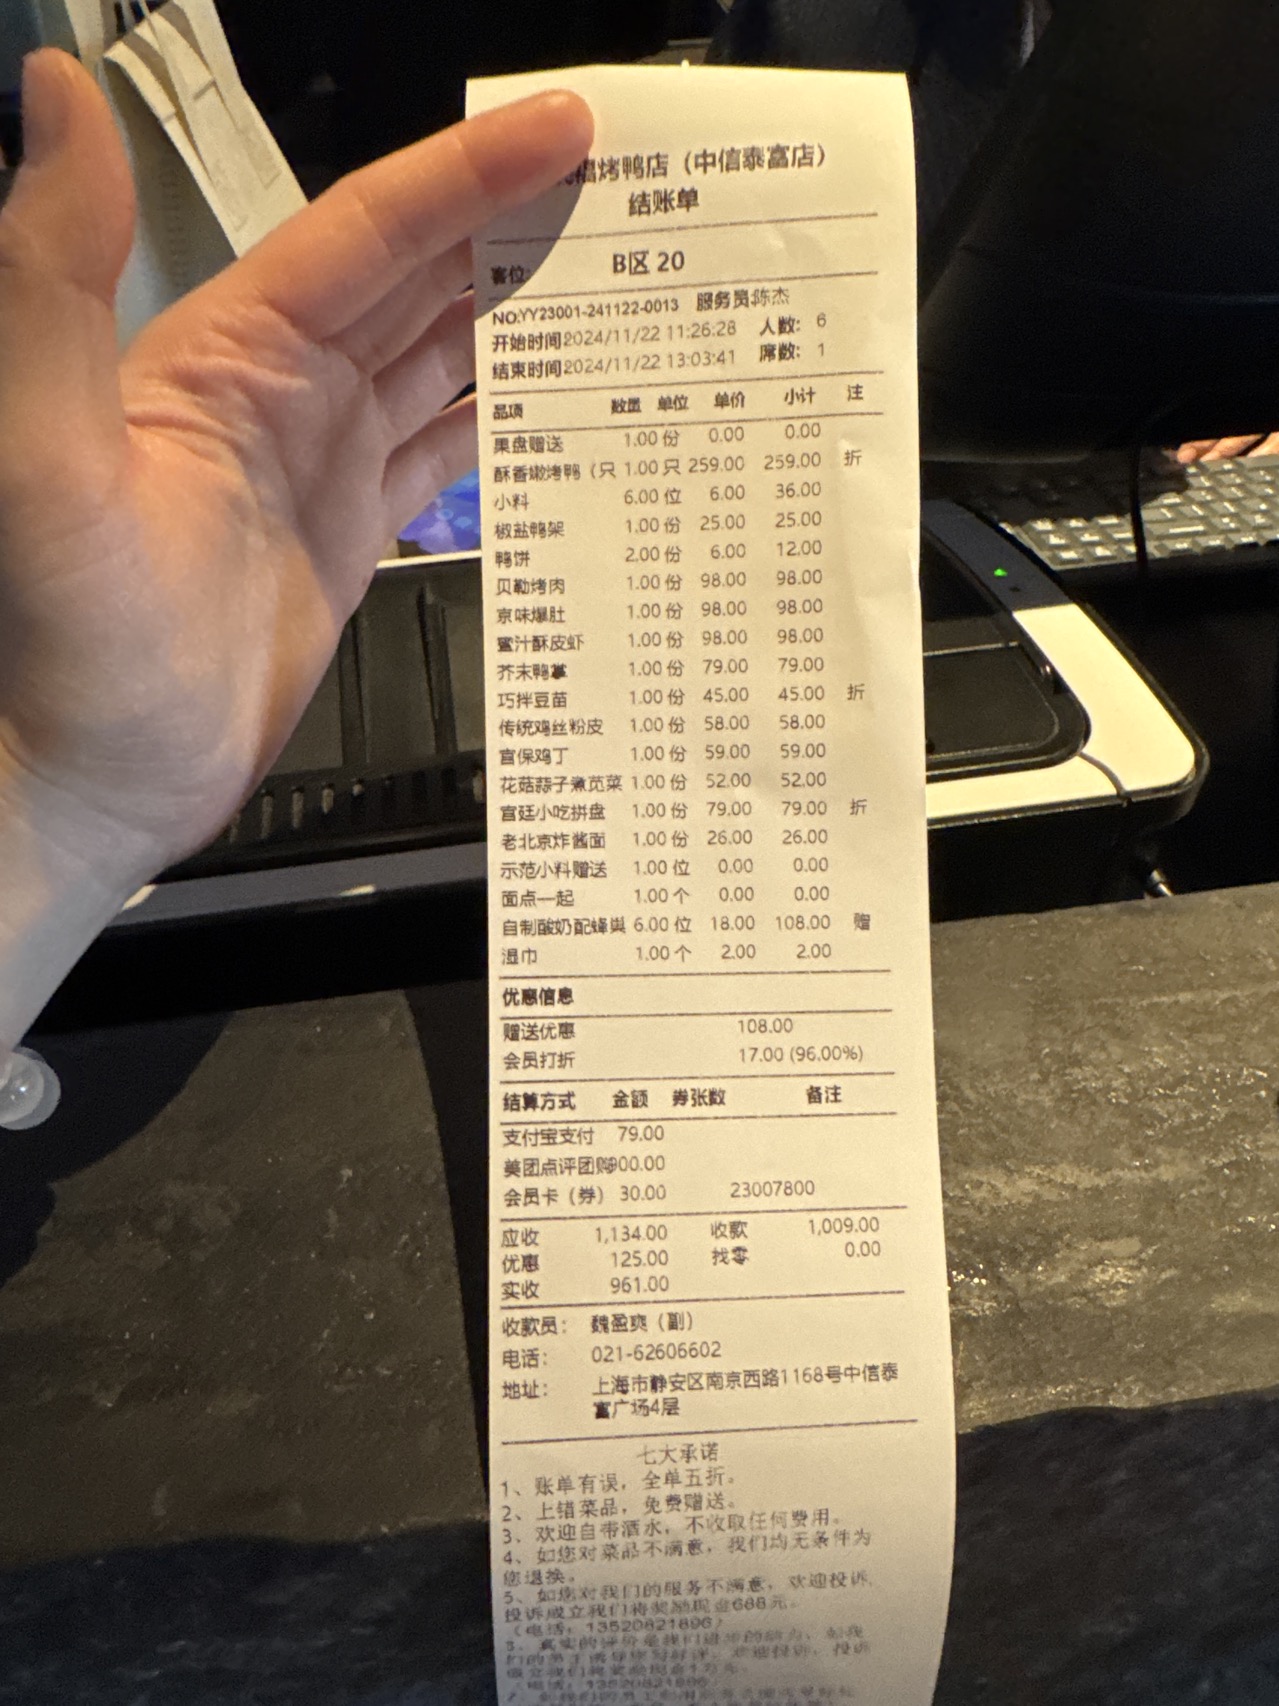 福烤鸭店（中信泰富店）
结账单
客位: B区 20
NO:YY23001-241122-0013 服务员:陈杰
开始时间2024/11/22 11:26:28 人数: 6
结束时间2024/11/22 13:03:41 席数: 1
品项 数量 单位 单价 小计 注
果盘赠送 1.00 份 0.00 0.00
酥香嫩烤鸭（只 1.00 只 259.00 259.00 折
小料 6.00 位 6.00 36.00
椒盐鸭架 1.00 份 25.00 25.00
鸭饼 2.00 份 6.00 12.00
贝勒烤肉 1.00 份 98.00 98.00
京味爆肚 1.00 份 98.00 98.00
蜜汁酥皮虾 1.00 份 98.00 98.00
芥末鸭掌 1.00 份 79.00 79.00
巧拌豆苗 1.00 份 45.00 45.00 折
传统鸡丝粉皮 1.00 份 58.00 58.00
宫保鸡丁 1.00 份 59.00 59.00
花菇蒜子煮苋菜 1.00 份 52.00 52.00
宫廷小吃拼盘 1.00 份 79.00 79.00 折
老北京炸酱面 1.00 份 26.00 26.00
示范小料赠送 1.00 位 0.00 0.00
面点一起 1.00 个 0.00 0.00
自制酸奶配蜂巢 6.00 位 18.00 108.00 赠
湿巾 1.00 个 2.00 2.00
优惠信息
赠送优惠 108.00
会员打折 17.00 (96.00%)
结算方式 金额 券张数 备注
支付宝支付 79.00
美团点评团购900.00
会员卡（券） 30.00 23007800
应收 1,134.00 收款 1,009.00
优惠 125.00 找零 0.00
实收 961.00
收款员: 魏盈爽（副）
电话: 021-62606602
地址: 上海市静安区南京西路1168号中信泰
富广场4层
七大承诺
1、账单有误，全单五折。
2、上错菜品，免费赠送。
3、欢迎自带酒水，不收取任何费用。
4、如您对菜品不满意，我们均无条件为
您退换。
5、如您对我们的服务不满意，欢迎投诉，
投诉成立我们将奖励现金688元。
（电话：13520821896）